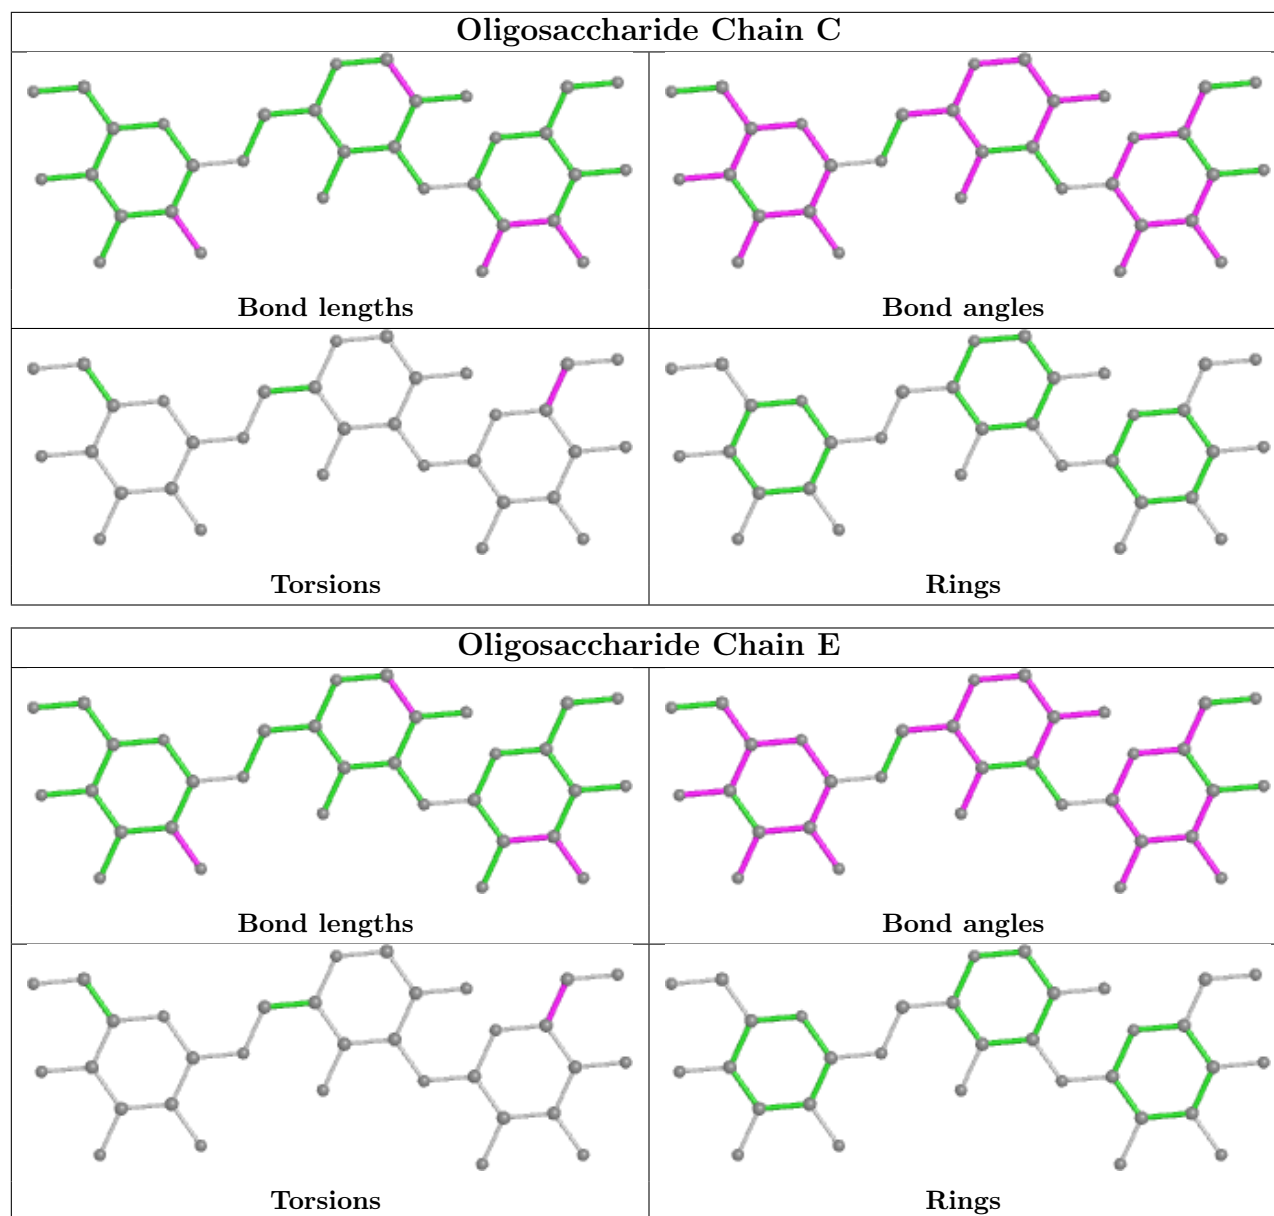 Oligosaccharide Chain C
Bond lengths
Bond angles
Torsions
Rings
Oligosaccharide Chain E
Bond lengths
Bond angles
Torsions
Rings